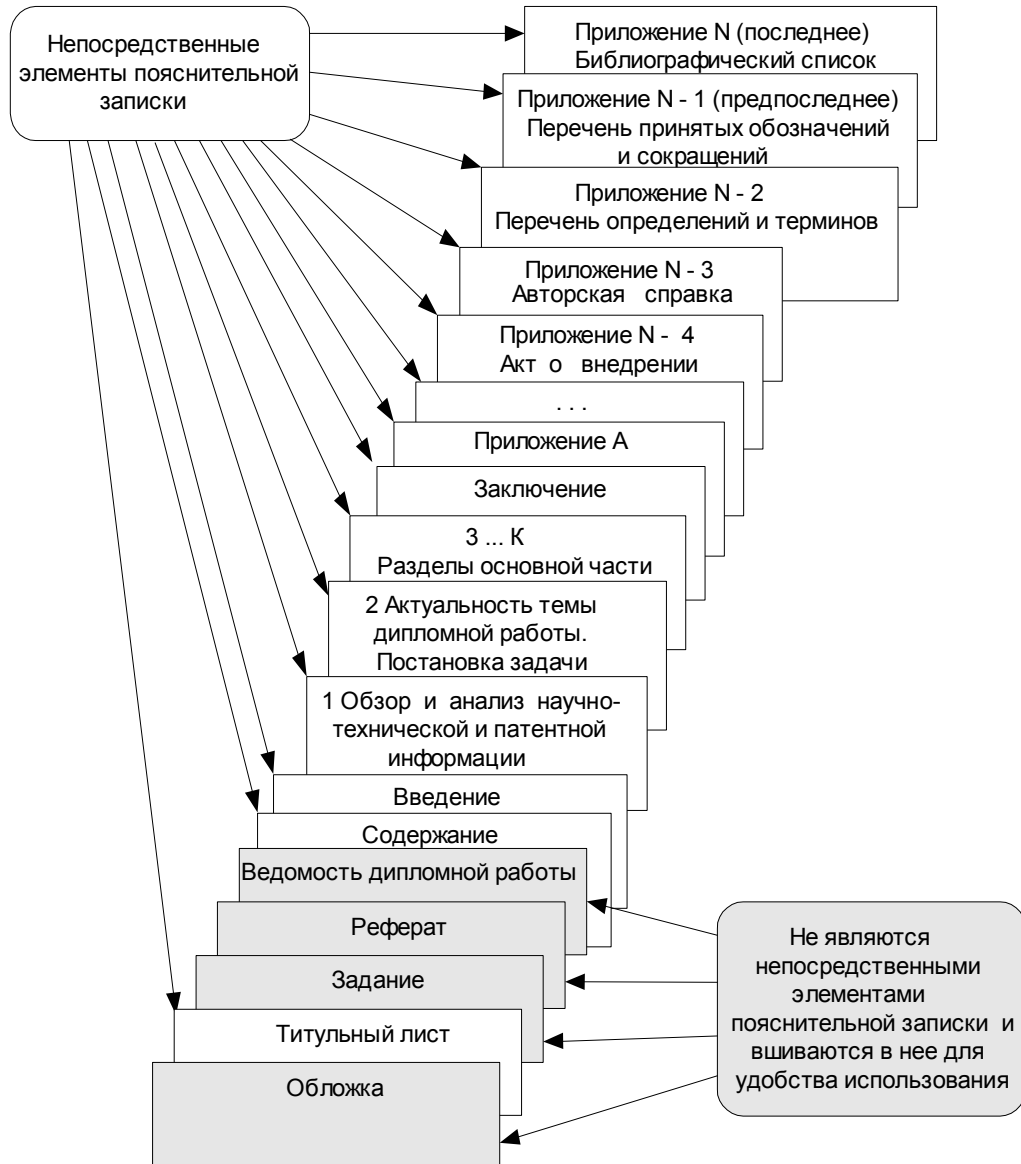 Непосредственные
элементы пояснительной
записки
Приложение N (последнее)
Библиографический список
Приложение N - 1 (предпоследнее)
Перечень принятых обозначений
и сокращений
Приложение N - 2
Перечень определений и терминов
Приложение N - 3
Авторская справка
Приложение N - 4
Акт о внедрении
. . .
Приложение А
Заключение
3 ... К
Разделы основной части
2 Актуальность темы
дипломной работы.
Постановка задачи
1 Обзор и анализ научно-
технической и патентной
информации
Введение
Содержание
Ведомость дипломной работы
Реферат
Задание
Титульный лист
Обложка
Не являются
непосредственными
элементами
пояснительной записки и
вшиваются в нее для
удобства использования